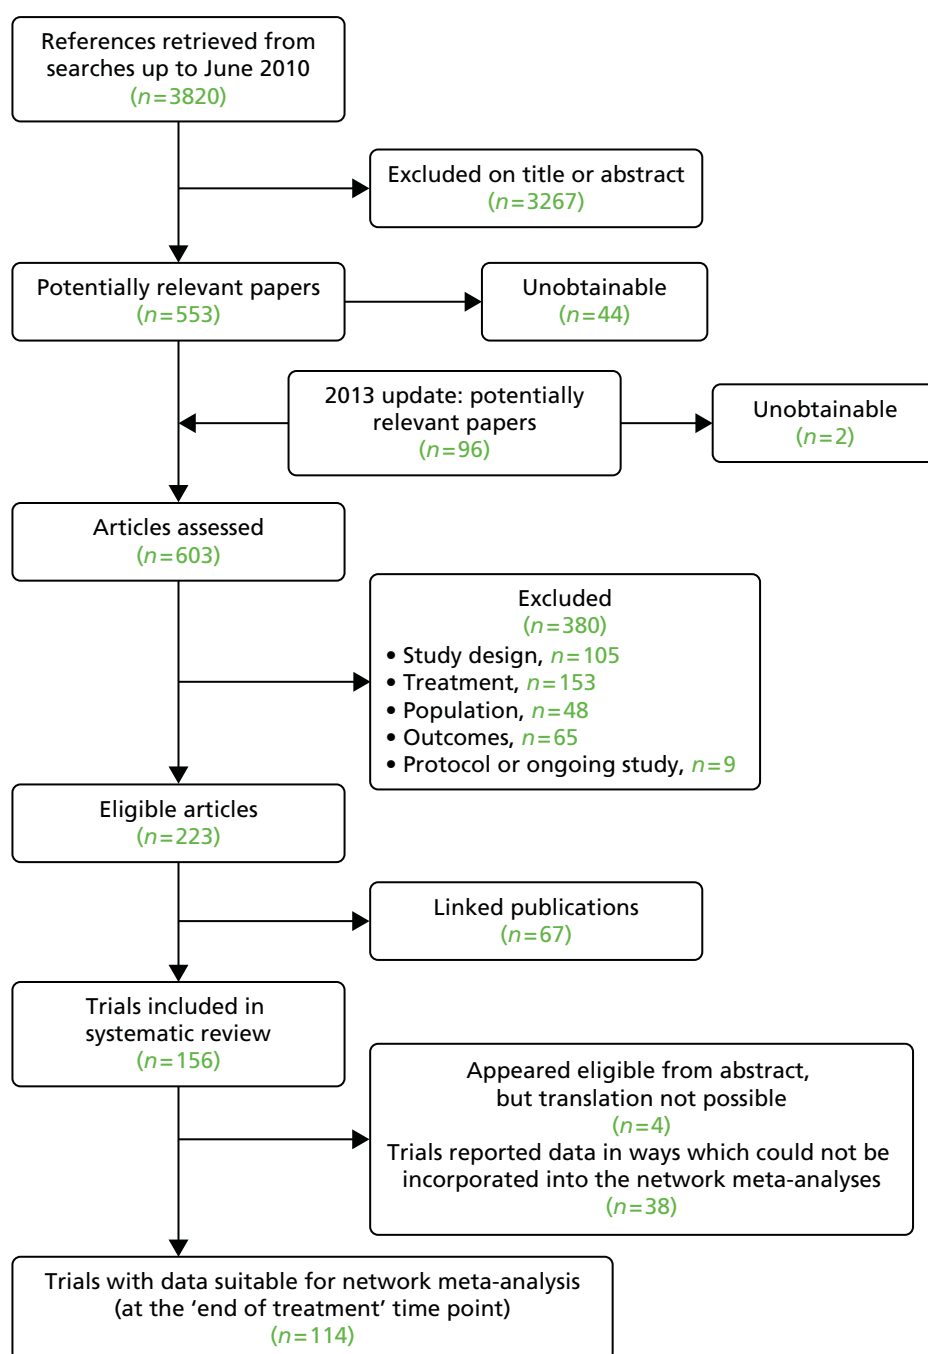 References retrieved from
searches up to June 2010
(n=3820)
Excluded on title or abstract
(n=3267)
Potentially relevant papers
(n=553)
Unobtainable
(n=44)
2013 update: potentially
relevant papers
(n=96)
Unobtainable
(n=2)
Articles assessed
(n=603)
Excluded
(n=380)
• Study design, n=105
• Treatment, n=153
• Population, n=48
• Outcomes, n=65
• Protocol or ongoing study, n=9
Eligible articles
(n=223)
Linked publications
(n=67)
Trials included in
systematic review
(n=156)
Appeared eligible from abstract,
but translation not possible
(n=4)
Trials reported data in ways which could not be
incorporated into the network meta-analyses
(n=38)
Trials with data suitable for network meta-analysis
(at the ‘end of treatment’ time point)
(n=114)